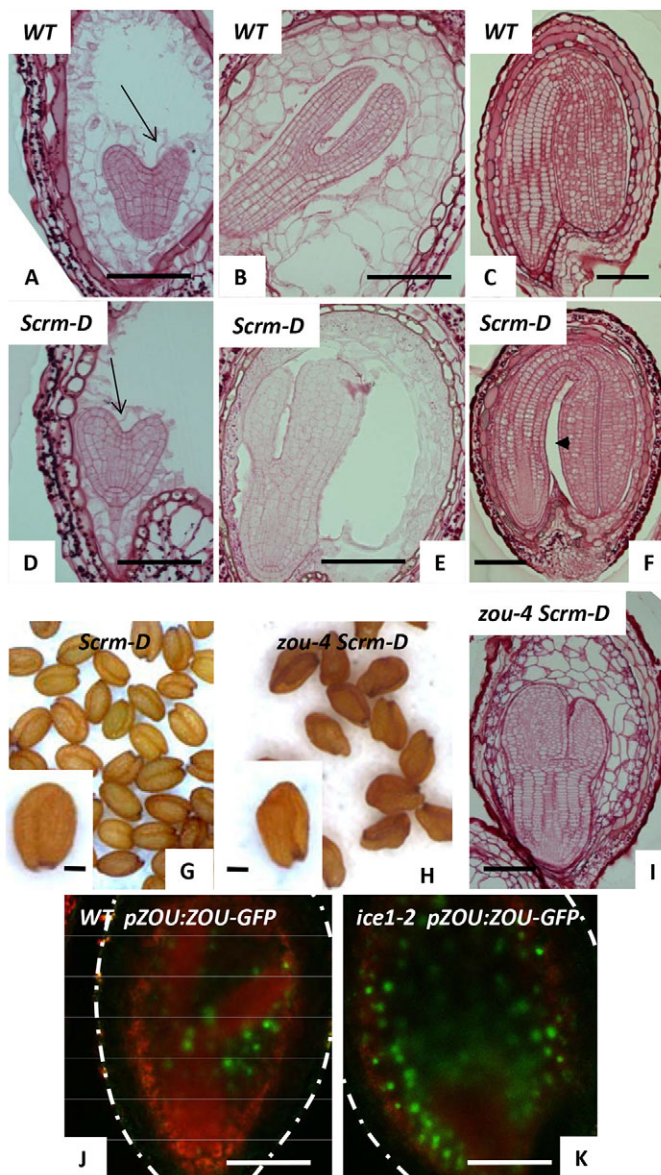 WT
WT
WT
A
B
C
Scrm-D
Scrm-D
Scrm-D
D
E
F
Scrm-D
zou-4 Scrm-D
zou-4 Scrm-D
G
H
I
WT pZOU:ZOU-GFP
ice1-2 pZOU:ZOU-GFP
J
K